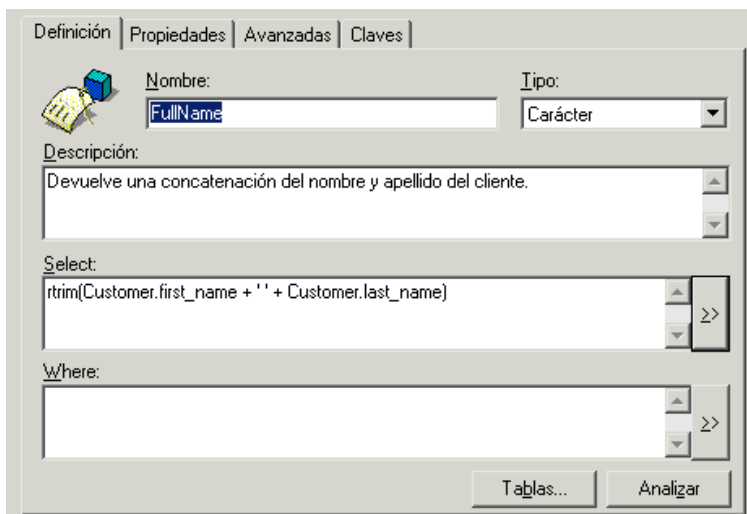 Definición Propiedades Avanzadas Claves
Nombre: Tipo:
FullName Carácter
Descripción:
Devuelve una concatenación del nombre y apellido del cliente.
Select:
rtrim(Customer.first_name + ' ' + Customer.last_name)
>>
Where:
>>
Tablas... Analizar